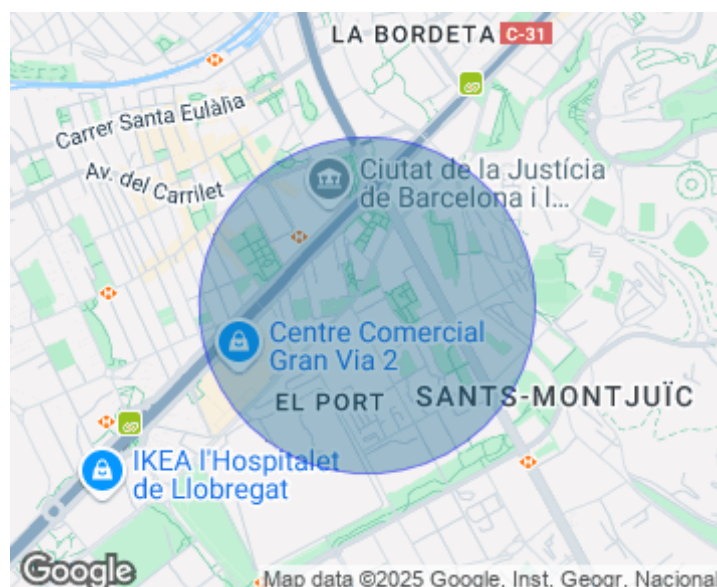 LA BORDETA
C-31
Carrer Santa Eulàlia
Av. del Carrilet
Ciutat de la Justícia
de Barcelona i l...
Centre Comercial
Gran Via 2
EL PORT
SANTS-MONTJUÏC
IKEA l'Hospitalet
de Llobregat
Google
Map data ©2025 Google, Inst. Geogr. Nacional